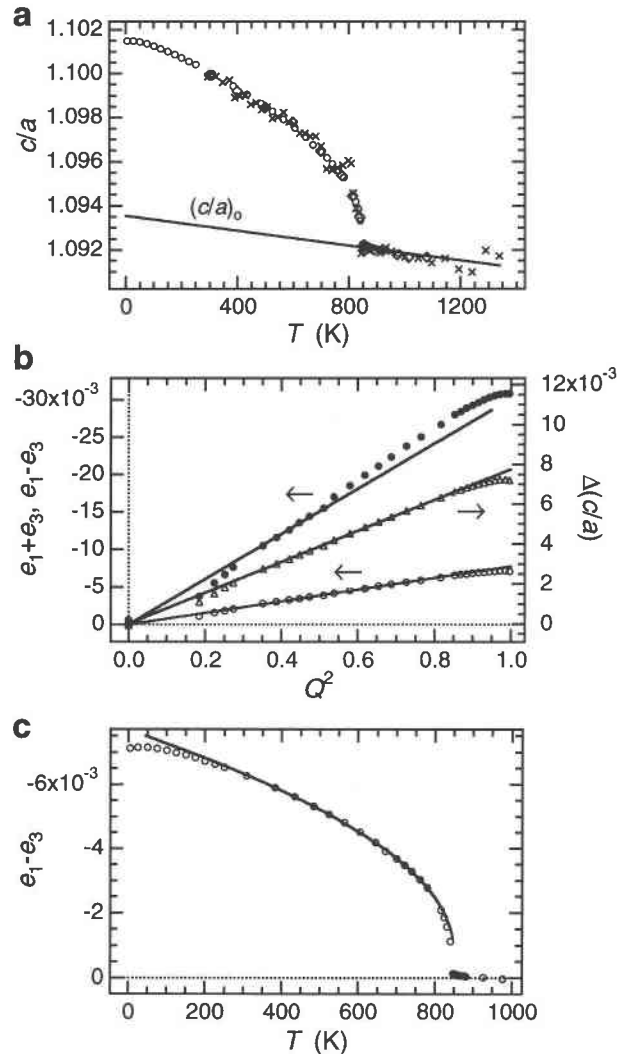 a
1.102
1.100
1.098
1.096
1.094
1.092
c/a
(c/a)o
0
400
800
1200
T (K)
b
-30x10-3
-25
-20
-15
-10
-5
0
e1+e3, e1-e3
12x10-3
10
8
6
4
2
0
Δ(c/a)
0.0
0.2
0.4
0.6
0.8
1.0
Q2
c
-6x10-3
-4
-2
0
e1-e3
0
200
400
600
800
1000
T (K)